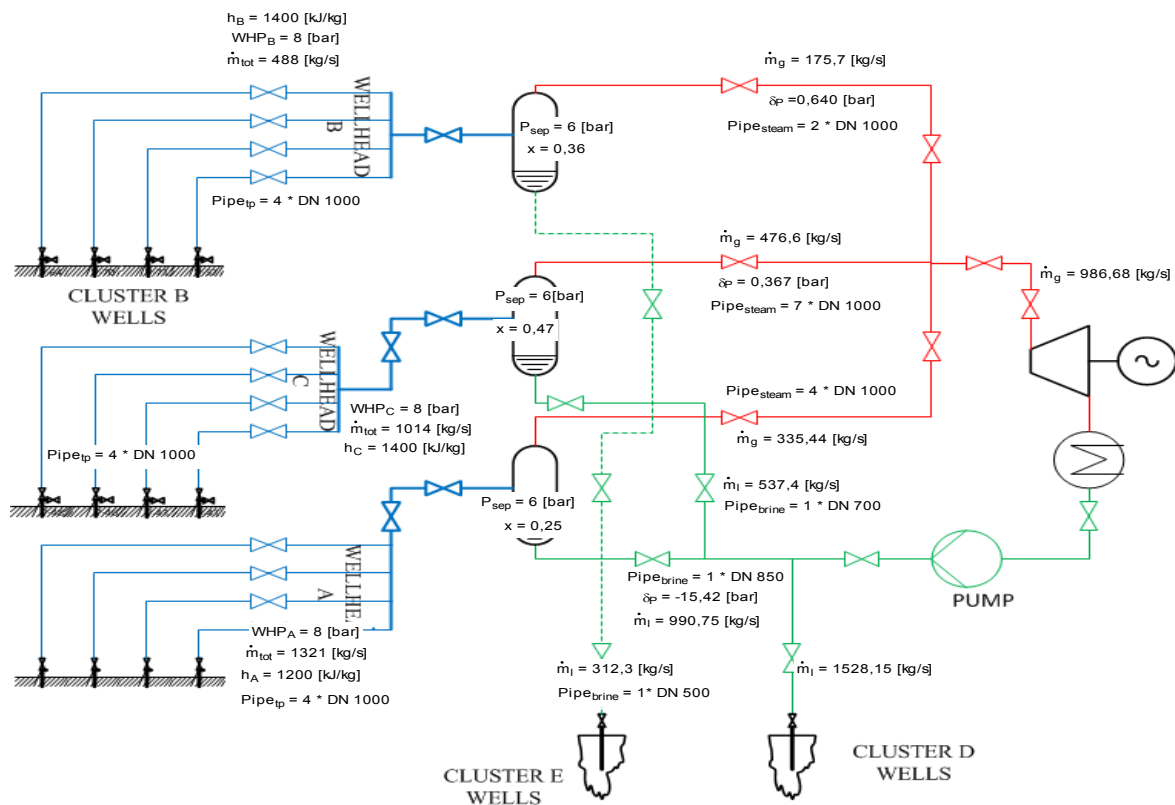 h_B = 1400 [kJ/kg]
WHP_B = 8 [bar]
ṁ_tot = 488 [kg/s]
WELLHEAD
B
Pipe_tp = 4 * DN 1000
CLUSTER B
WELLS
P_sep = 6 [bar]
x = 0,36
ṁ_g = 175,7 [kg/s]
δ_P =0,640 [bar]
Pipe_steam = 2 * DN 1000
ṁ_g = 476,6 [kg/s]
δ_P = 0,367 [bar]
Pipe_steam = 7 * DN 1000
ṁ_g = 986,68 [kg/s]
P_sep = 6[bar]
x = 0,47
WELLHEAD
C
WHP_C = 8 [bar]
ṁ_tot = 1014 [kg/s]
h_C = 1400 [kJ/kg]
Pipe_tp = 4 * DN 1000
Pipe_steam = 4 * DN 1000
ṁ_g = 335,44 [kg/s]
P_sep = 6 [bar]
x = 0,25
ṁ_l = 537,4 [kg/s]
Pipe_brine = 1 * DN 700
WELLHE
A
WHP_A = 8 [bar]
ṁ_tot = 1321 [kg/s]
h_A = 1200 [kJ/kg]
Pipe_tp = 4 * DN 1000
Pipe_brine = 1 * DN 850
δ_P = -15,42 [bar]
ṁ_l = 990,75 [kg/s]
PUMP
ṁ_l = 312,3 [kg/s]
Pipe_brine = 1* DN 500
ṁ_l = 1528,15 [kg/s]
CLUSTER E
WELLS
CLUSTER D
WELLS